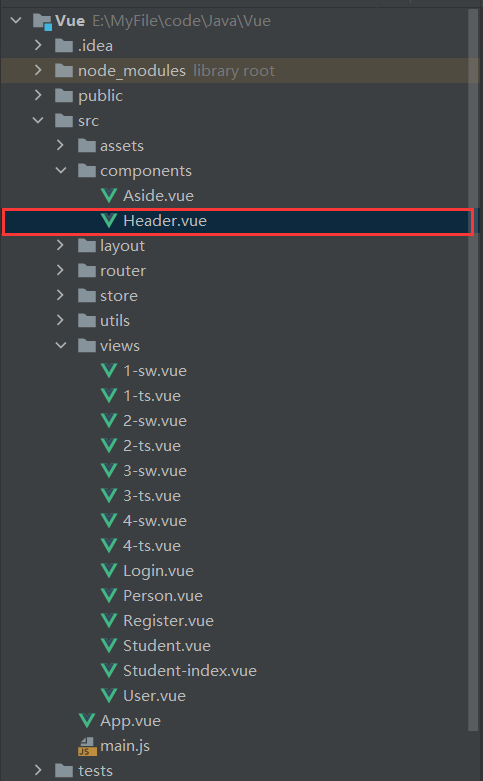 Vue E:\MyFile\code\Java\Vue
.idea
node_modules library root
public
src
assets
components
Aside.vue
Header.vue
layout
router
store
utils
views
1-sw.vue
1-ts.vue
2-sw.vue
2-ts.vue
3-sw.vue
3-ts.vue
4-sw.vue
4-ts.vue
Login.vue
Person.vue
Register.vue
Student.vue
Student-index.vue
User.vue
App.vue
JS main.js
tests